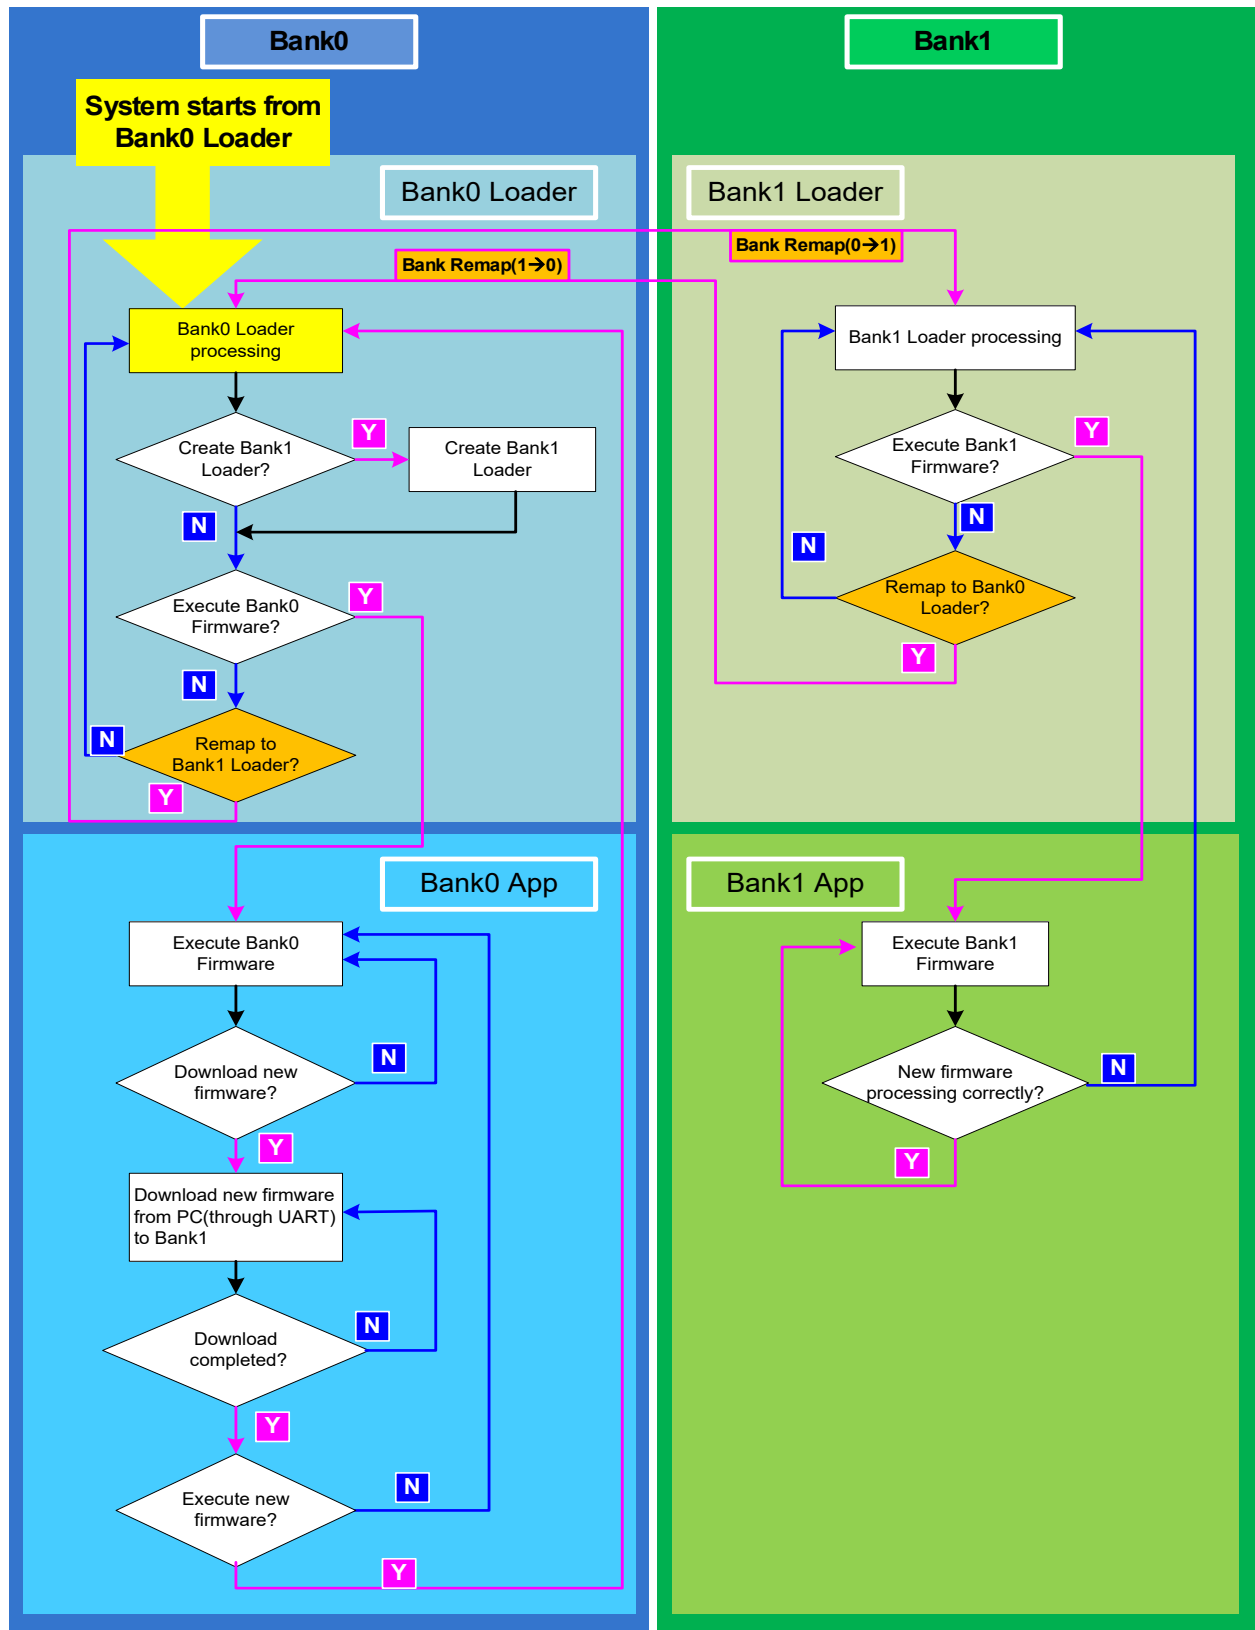 Bank0
Bank1
System starts from
Bank0 Loader
Bank0 Loader
Bank1 Loader
Bank Remap(0→1)
Bank Remap(1→0)
Bank0 Loader
processing
Bank1 Loader processing
Create Bank1
Loader?
Y
Create Bank1
Loader
N
Execute Bank0
Firmware?
Y
N
Remap to
Bank1 Loader?
N
Y
Execute Bank1
Firmware?
Y
N
N
Remap to Bank0
Loader?
Y
Bank0 App
Execute Bank0
Firmware
Download new
firmware?
N
Y
Download new firmware
from PC(through UART)
to Bank1
Download
completed?
N
Y
Execute new
firmware?
N
Y
Bank1 App
Execute Bank1
Firmware
New firmware
processing correctly?
N
Y